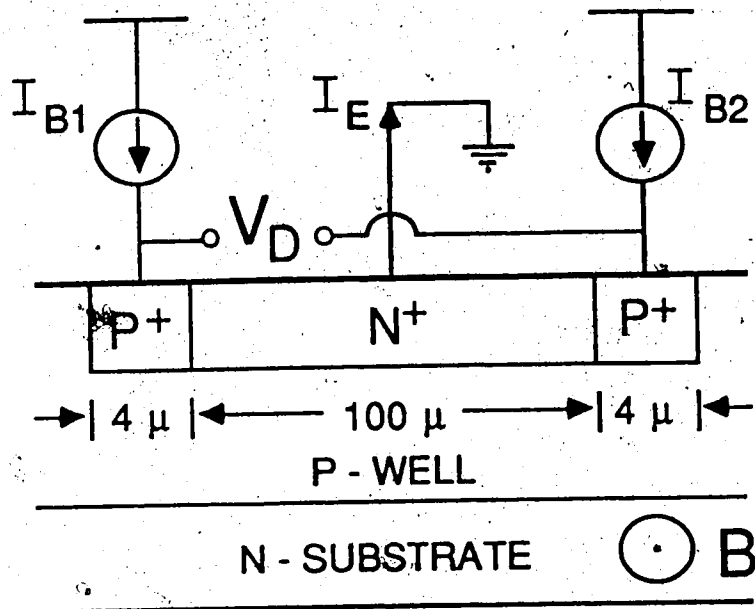 I B1
I E
I B2
V D
P+
N+
P+
4 μ
100 μ
4 μ
P - WELL
N - SUBSTRATE
B